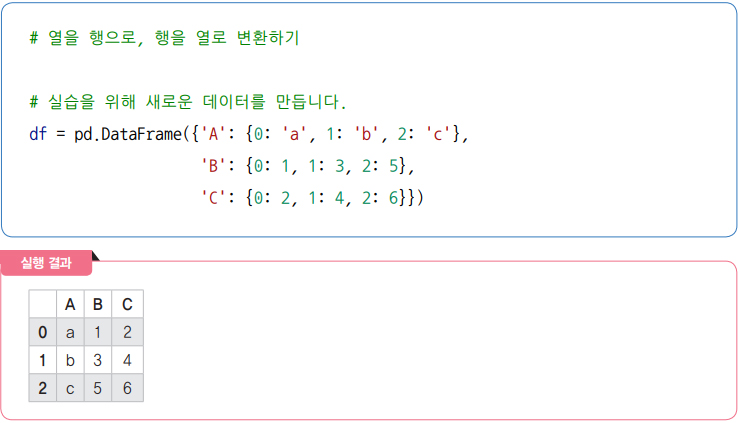 # 열을 행으로, 행을 열로 변환하기
# 실습을 위해 새로운 데이터를 만듭니다.
df = pd.DataFrame({'A': {0: 'a', 1: 'b', 2: 'c'},
'B': {0: 1, 1: 3, 2: 5},
'C': {0: 2, 1: 4, 2: 6}})
실행 결과
A B C
0 a 1 2
1 b 3 4
2 c 5 6